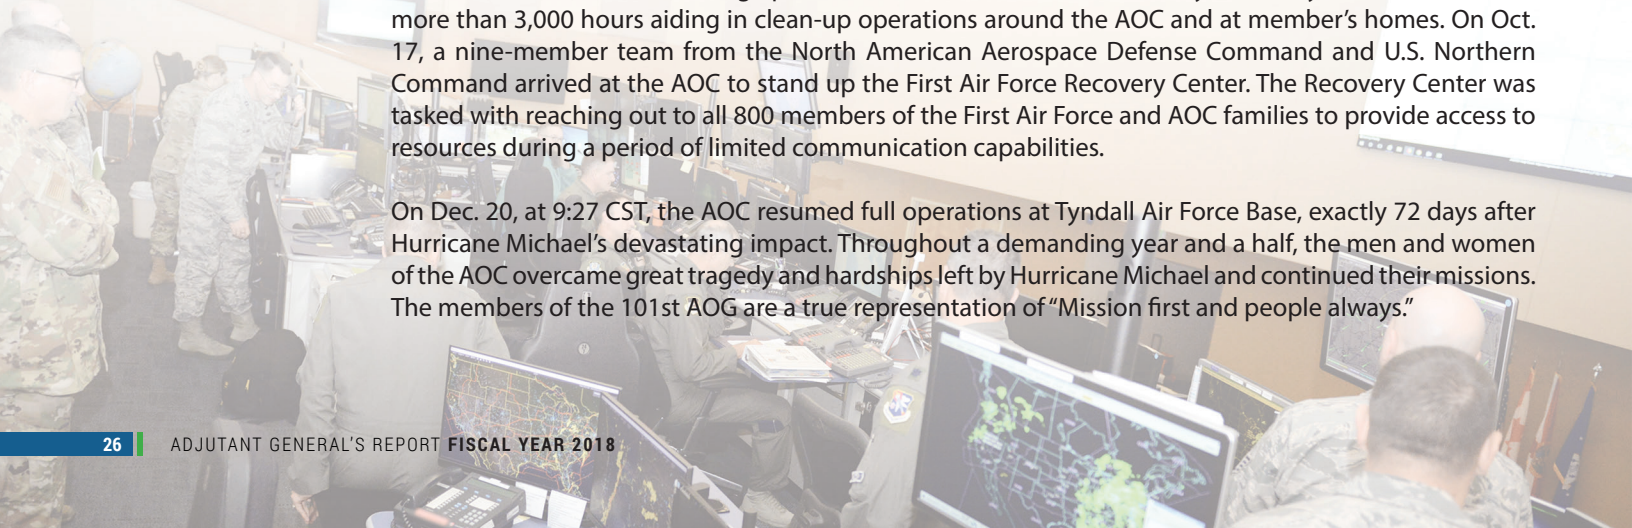 more than 3,000 hours aiding in clean-up operations around the AOC and at member’s homes. On Oct.
17, a nine-member team from the North American Aerospace Defense Command and U.S. Northern
Command arrived at the AOC to stand up the First Air Force Recovery Center. The Recovery Center was
tasked with reaching out to all 800 members of the First Air Force and AOC families to provide access to
resources during a period of limited communication capabilities.
On Dec. 20, at 9:27 CST, the AOC resumed full operations at Tyndall Air Force Base, exactly 72 days after
Hurricane Michael’s devastating impact. Throughout a demanding year and a half, the men and women
of the AOC overcame great tragedy and hardships left by Hurricane Michael and continued their missions.
The members of the 101st AOG are a true representation of “Mission first and people always.”
26 ADJUTANT GENERAL’S REPORT FISCAL YEAR 2018